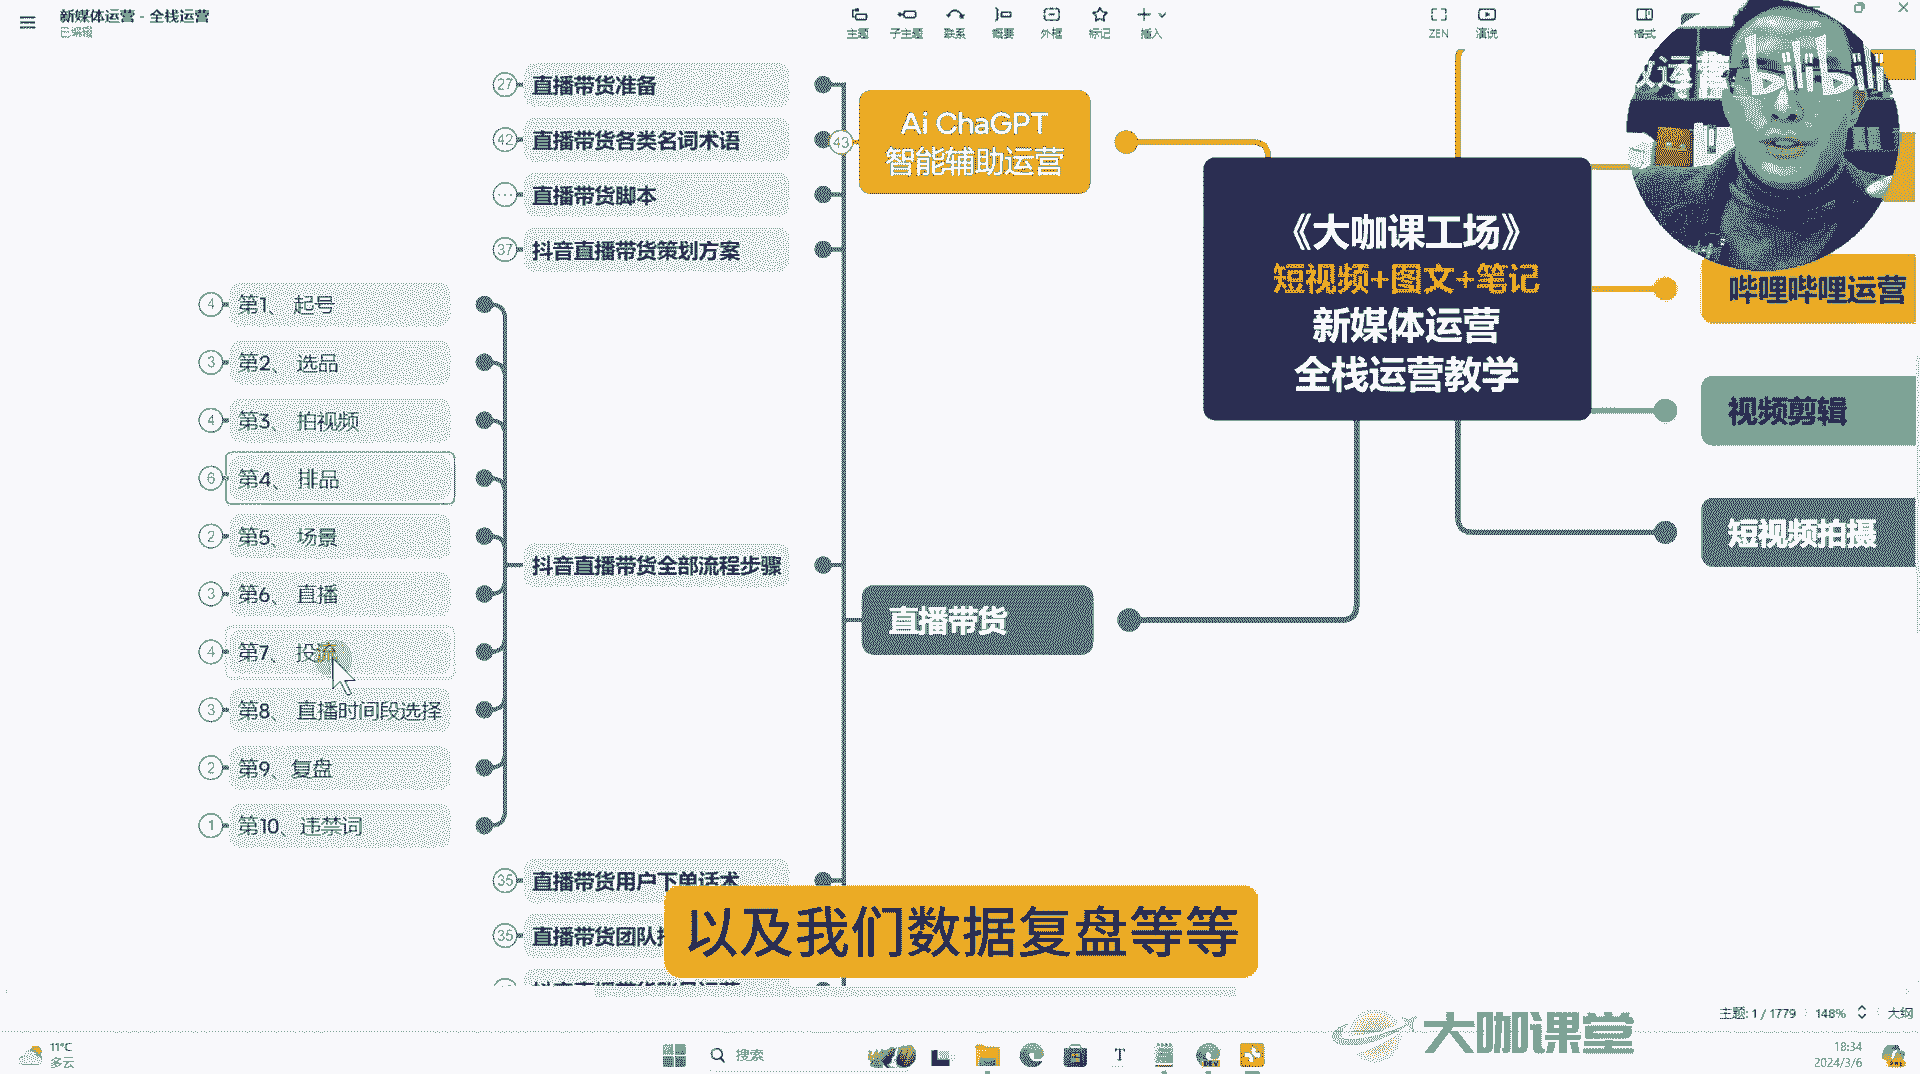 新媒体运营 - 全栈运营
已编辑
主题
子主题
联系
概要
外框
标记
插入
ZEN
演说
格式
bilibili
27
直播带货准备
42
直播带货各类名词术语
直播带货脚本
37
抖音直播带货策划方案
43
Ai ChaGPT
智能辅助运营
《大咖课工场》
短视频+图文+笔记
新媒体运营
全栈运营教学
哔哩哔哩运营
视频剪辑
短视频拍摄
4
第1、 起号
3
第2、 选品
4
第3、 拍视频
6
第4、 排品
2
第5、 场景
3
第6、 直播
4
第7、 投流
3
第8、 直播时间段选择
2
第9、复盘
1
第10、违禁词
抖音直播带货全部流程步骤
直播带货
35
直播带货用户下单话术
35
直播带货团队
以及我们数据复盘等等
主题: 1 / 1779
148%
大纲
大咖课堂
11°C
多云
搜索
18:34
2024/3/6